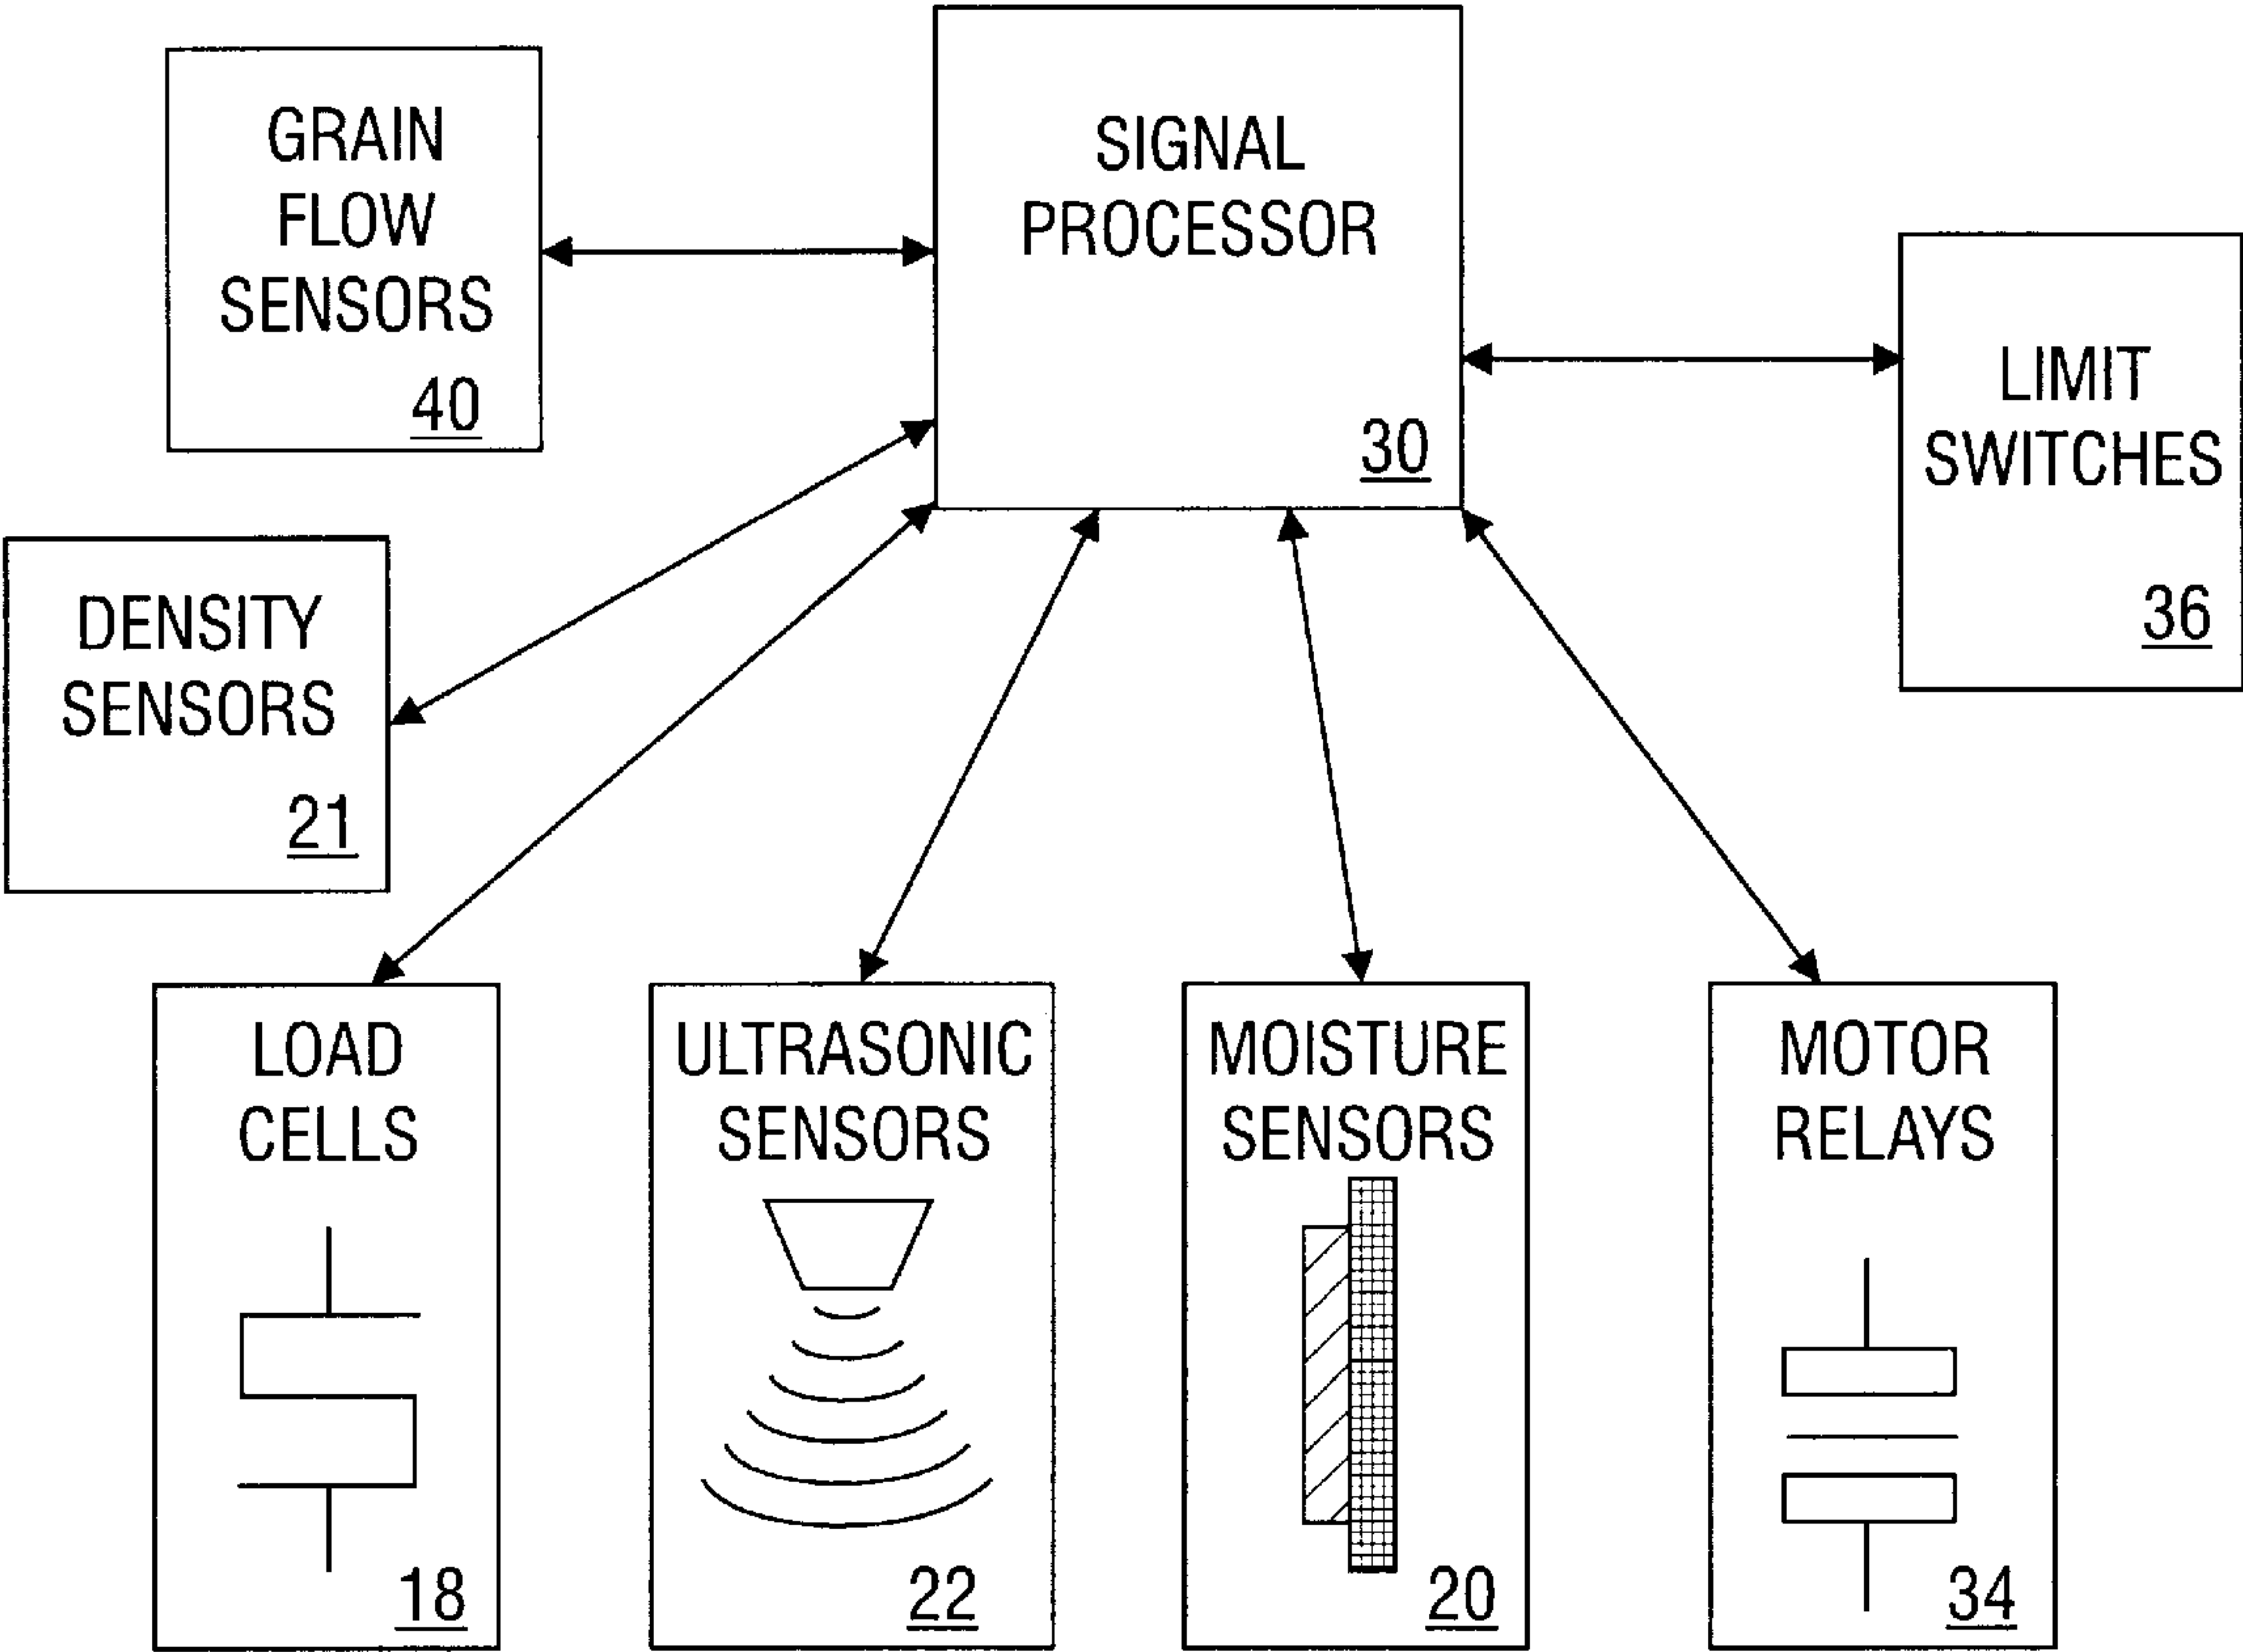 GRAIN
FLOW
SENSORS
40
SIGNAL
PROCESSOR
30
LIMIT
SWITCHES
36
DENSITY
SENSORS
21
LOAD
CELLS
18
ULTRASONIC
SENSORS
22
MOISTURE
SENSORS
20
MOTOR
RELAYS
34